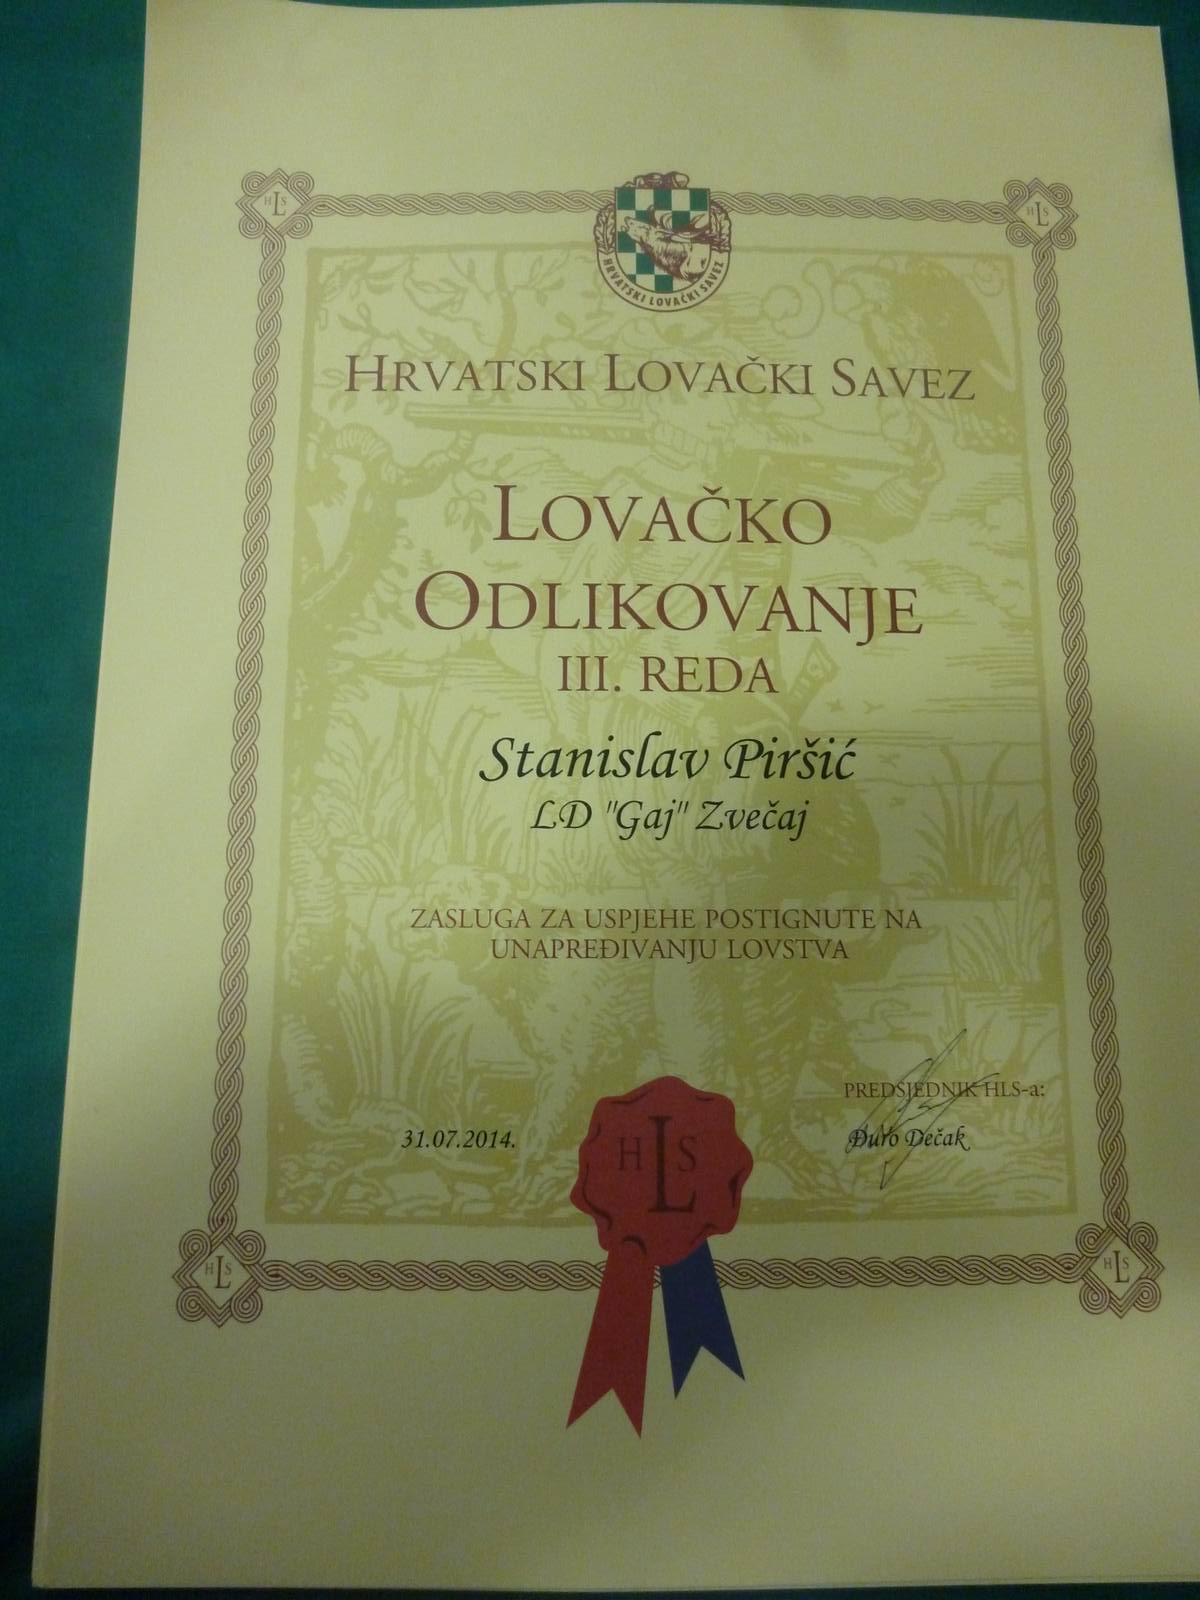 H L S
H L S
HRVATSKI LOVAČKI SAVEZ
HRVATSKI LOVAČKI SAVEZ
LOVAČKO
ODLIKOVANJE
III. REDA
Stanislav Piršić
LD "Gaj" Zvečaj
ZASLUGA ZA USPJEHE POSTIGNUTE NA
UNAPREĐIVANJU LOVSTVA
PREDSJEDNIK HLS-a:
31.07.2014.
Đuro Dečak
H L S
H L S
H L S